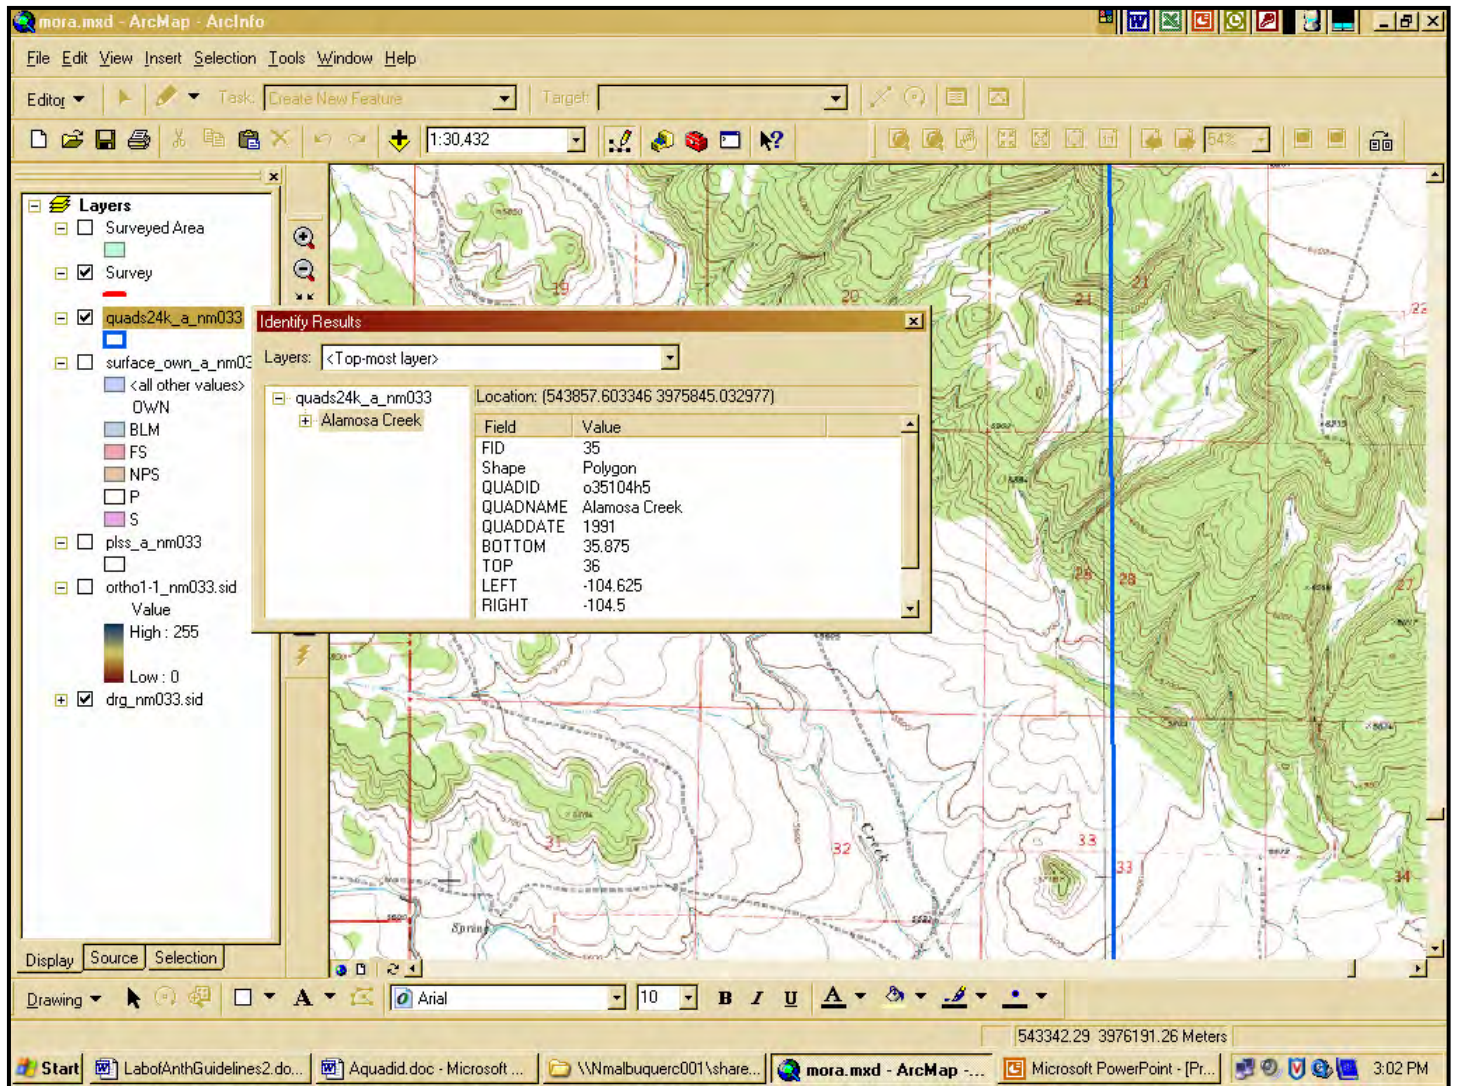 mora.mxd - ArcMap - ArcInfo
File Edit View Insert Selection Tools Window Help
Editor Task: Create New Feature Target:
1:30,432 54%
Layers
Surveyed Area
Survey
quads24k_a_nm033
surface_own_a_nm03
<all other values>
OWN
BLM
FS
NPS
P
S
plss_a_nm033
ortho1-1_nm033.sid
Value
High : 255
Low : 0
drg_nm033.sid
Display Source Selection
Identify Results
Layers: <Top-most layer>
quads24k_a_nm033
Alamosa Creek
Location: (543857.603346 3975845.032977)
Field Value
FID 35
Shape Polygon
QUADID o35104h5
QUADNAME Alamosa Creek
QUADDATE 1991
BOTTOM 35.875
TOP 36
LEFT -104.625
RIGHT -104.5
19
20
21
21
22
28
28
27
31
32
33
33
34
Creek
Spring
Drawing A Arial 10 B I U A
543342.29 3976191.26 Meters
Start LabofAnthGuidelines2.do... Aquadid.doc - Microsoft ... \\Nmalbuquerc001\share... mora.mxd - ArcMap -... Microsoft PowerPoint - [Pr... 3:02 PM